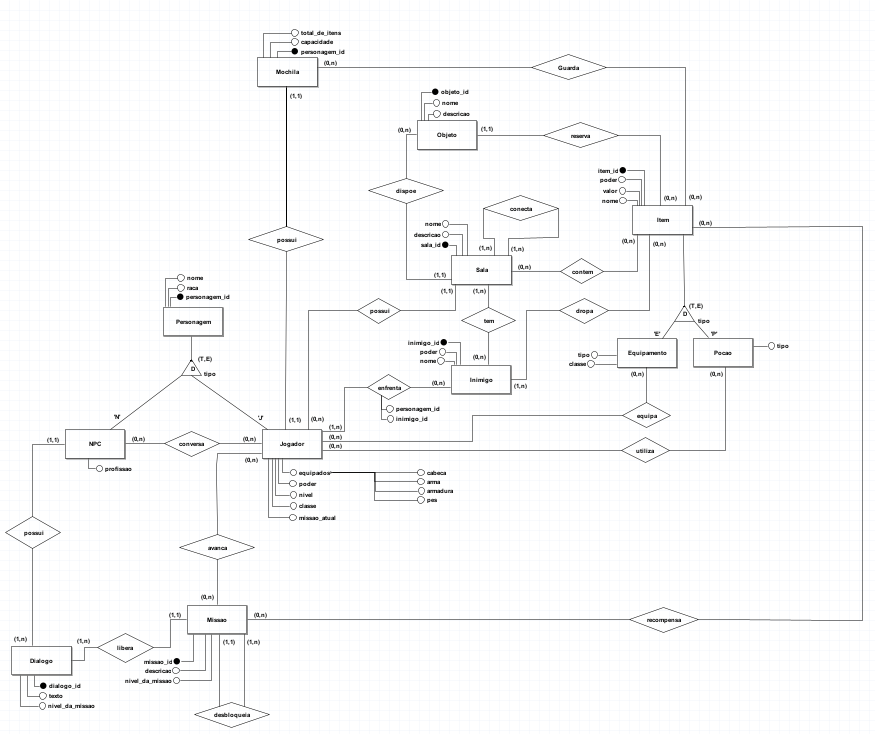 total_de_itens
capacidade
personagem_id
Mochila
(0,n)
Guarda
(1,1)
objeto_id
nome
descricao
(0,n)
Objeto
(1,1)
reserva
item_id
poder
valor
nome
(0,n)
(0,n)
Item
(0,n)
(0,n)
(0,n)
dispoe
conecta
nome
descricao
sala_id
(1,n)
(1,n)
Sala
(0,n)
contem
(1,1)
(1,1)
(1,n)
possui
nome
raca
personagem_id
Personagem
(T,E)
D
tipo
possui
tem
dropa
(T,E)
D
tipo
'E'
'P'
inimigo_id
poder
nome
(0,n)
Inimigo
(1,n)
tipo
classe
Equipamento
Pocao
tipo
(0,n)
(0,n)
enfrenta
(0,n)
personagem_id
inimigo_id
equipa
'N'
'J'
(1,1)
(0,n)
(1,n)
(0,n)
(0,n)
(1,1)
NPC
(0,n)
conversa
(0,n)
Jogador
utiliza
(0,n)
profissao
equipados
poder
nivel
classe
missao_atual
cabeca
arma
armadura
pes
possui
avanca
(0,n)
(1,1)
Missao
(0,n)
recompensa
(1,n)
(1,n)
libera
(1,1)
(1,n)
Dialogo
missao_id
descricao
nivel_da_missao
dialogo_id
texto
nivel_da_missao
desbloqueia